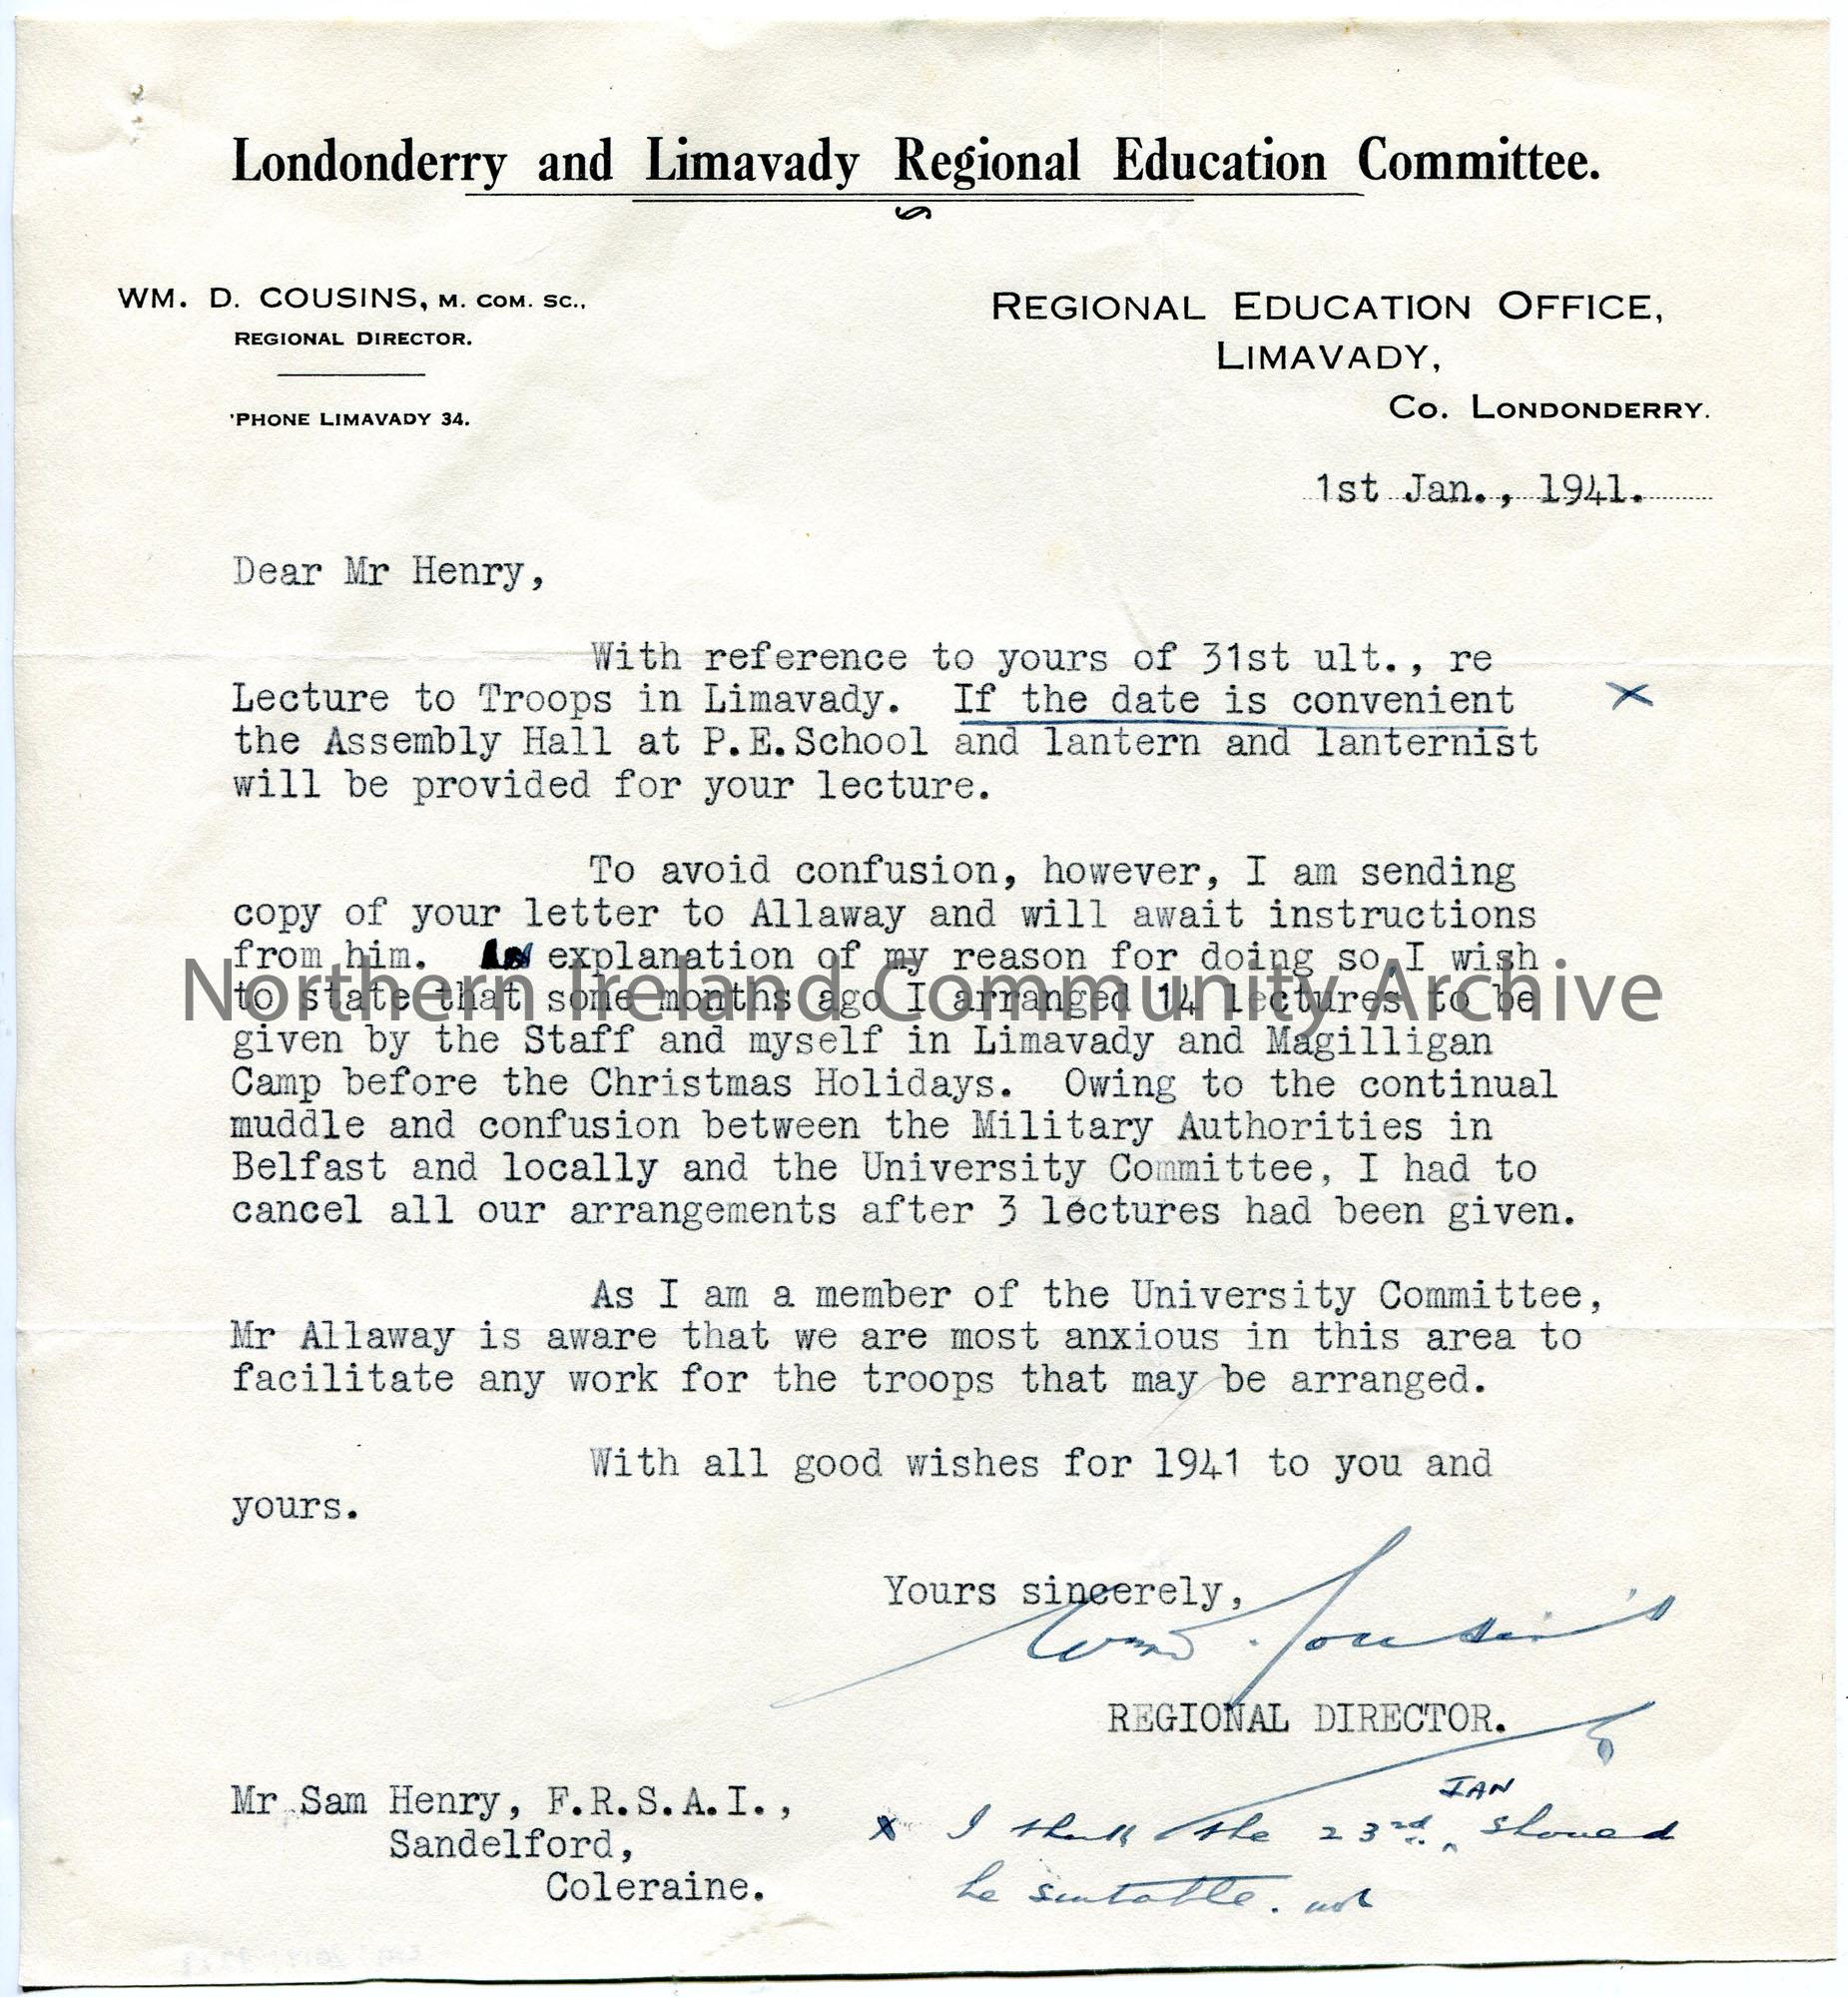 Londonderry and Limavady Regional Education Committee.
WM. D. COUSINS, M. COM. SC.,
REGIONAL DIRECTOR.
'PHONE LIMAVADY 34.
REGIONAL EDUCATION OFFICE,
LIMAVADY,
CO. LONDONDERRY.
1st Jan., 1941.
Dear Mr Henry,
With reference to yours of 31st ult., re
Lecture to Troops in Limavady. If the date is convenient x
the Assembly Hall at P.E.School and lantern and lanternist
will be provided for your lecture.
To avoid confusion, however, I am sending
copy of your letter to Allaway and will await instructions
from him. In explanation of my reason for doing so,I wish
to state that some months ago I arranged 14 lectures to be
given by the Staff and myself in Limavady and Magilligan
Camp before the Christmas Holidays. Owing to the continual
muddle and confusion between the Military Authorities in
Belfast and locally and the University Committee, I had to
cancel all our arrangements after 3 lectures had been given.
As I am a member of the University Committee,
Mr Allaway is aware that we are most anxious in this area to
facilitate any work for the troops that may be arranged.
With all good wishes for 1941 to you and
yours.
Yours sincerely,
Wm D. Cousins
REGIONAL DIRECTOR.
Mr Sam Henry, F.R.S.A.I.,
Sandelford,
Coleraine.
JAN
x I the 23rd should
be suitable.
Northern Ireland Community Archive